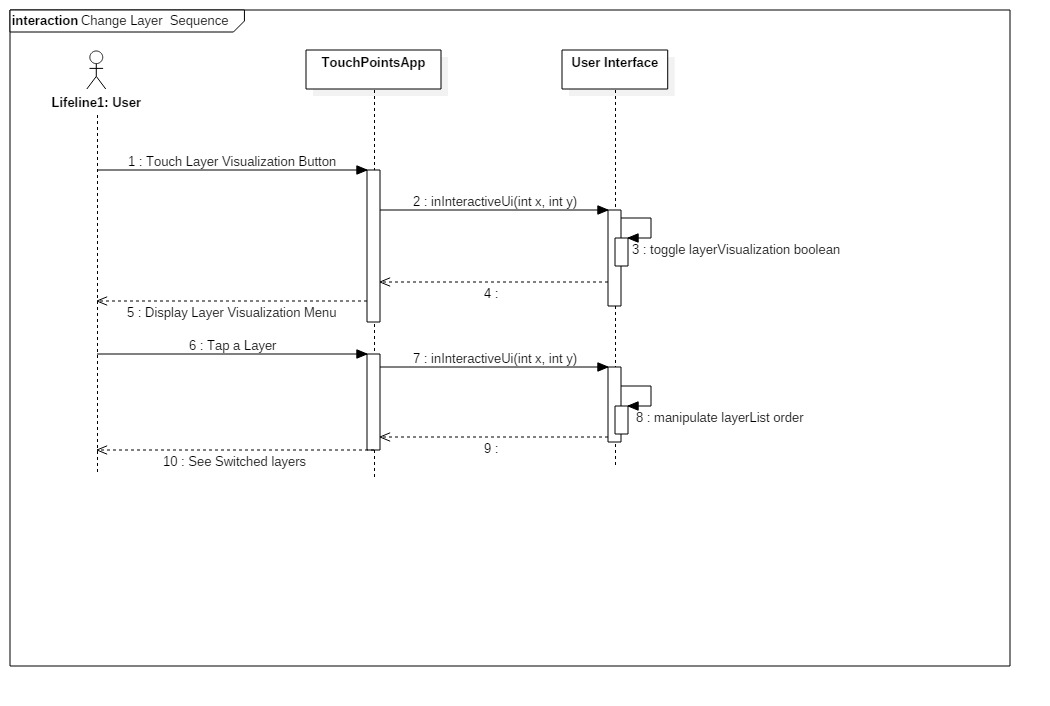 interaction Change Layer Sequence
TouchPointsApp
User Interface
Lifeline1: User
1 : Touch Layer Visualization Button
2 : inInteractiveUi(int x, int y)
3 : toggle layerVisualization boolean
4 :
5 : Display Layer Visualization Menu
6 : Tap a Layer
7 : inInteractiveUi(int x, int y)
8 : manipulate layerList order
9 :
10 : See Switched layers